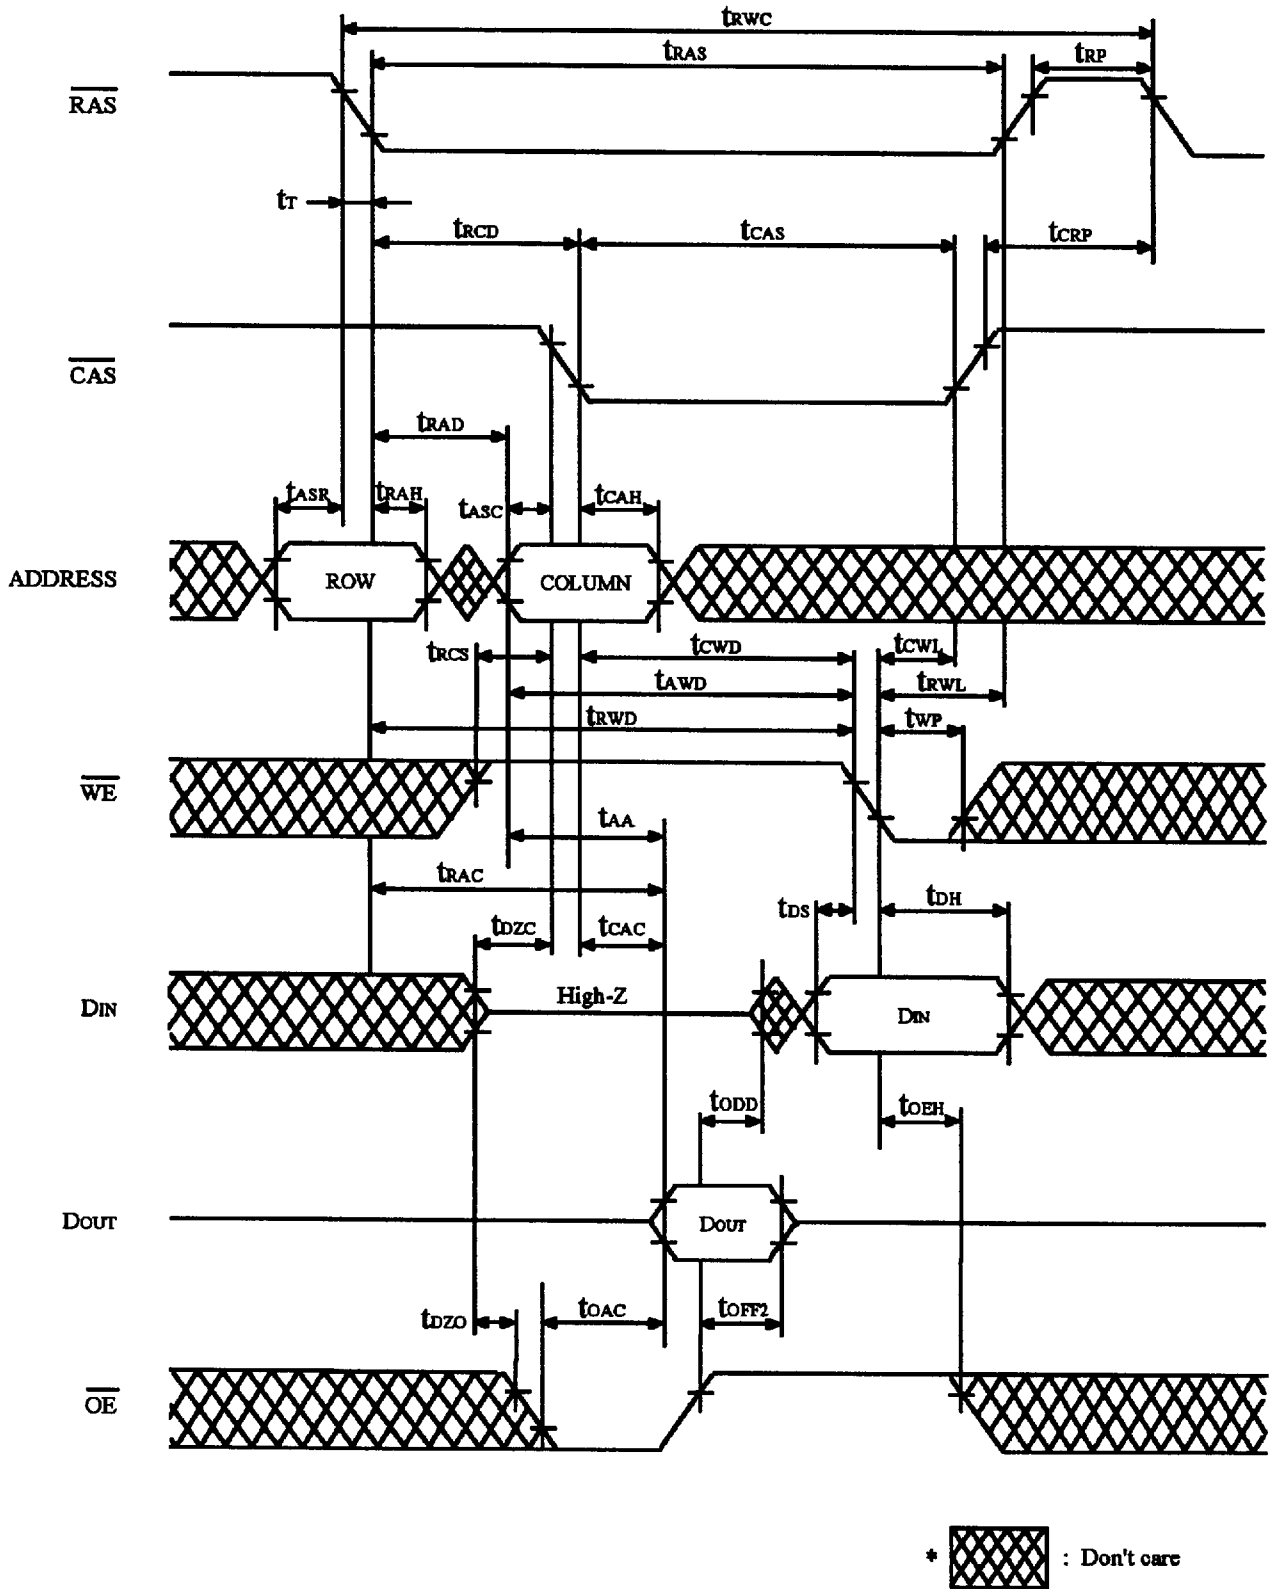 tRWC
tRAS
tRP
RAS
tT
tRCD
tCAS
tCRP
CAS
tRAD
tASR
tRAH
tASC
tCAH
ADDRESS
ROW
COLUMN
tRCS
tCWD
tCWL
tAWD
tRWL
tRWD
tWP
WE
tAA
tRAC
tDS
tDH
tDZC
tCAC
DIN
High-Z
DIN
tODD
tOEH
DOUT
DOUT
tDZO
tOAC
tOFF2
OE
* : Don't care